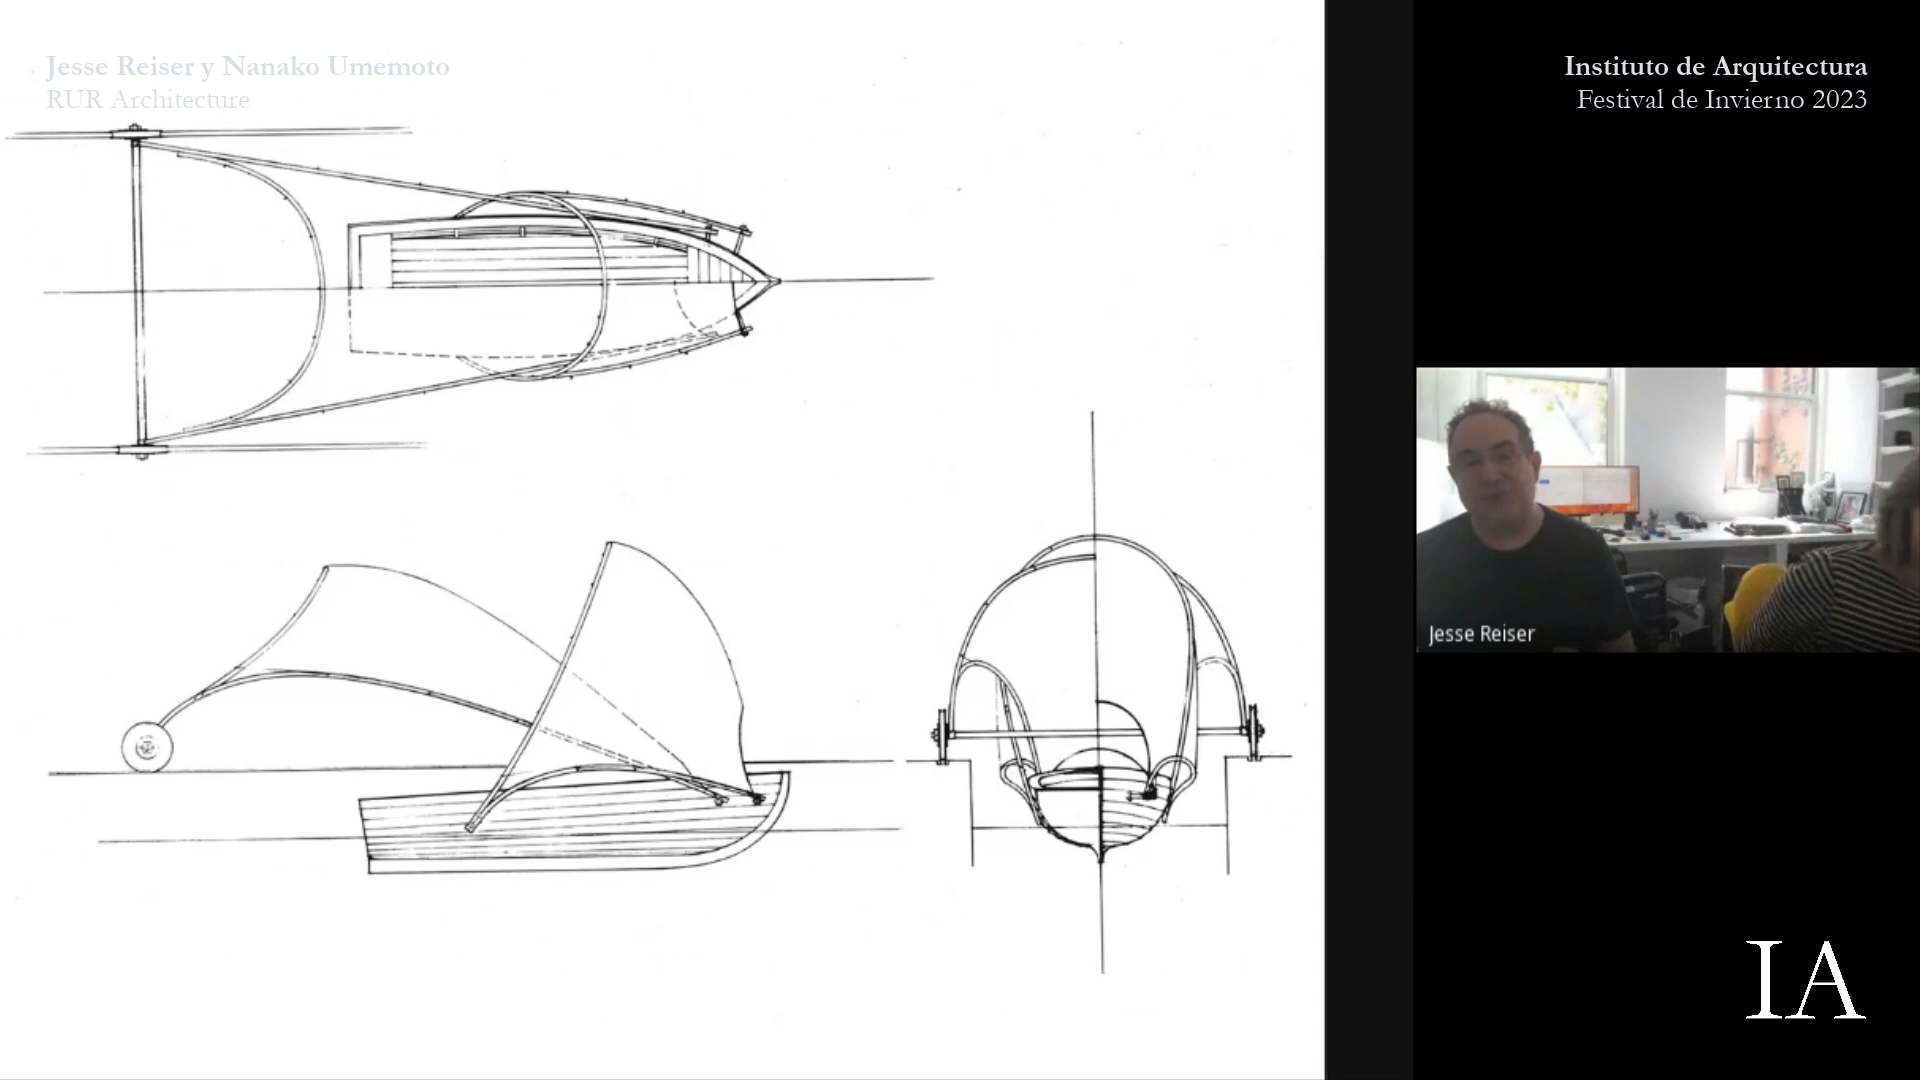 Jesse Reiser y Nanako Umemoto
RUR Architecture
Instituto de Arquitectura
Festival de Invierno 2023
Jesse Reiser
IA